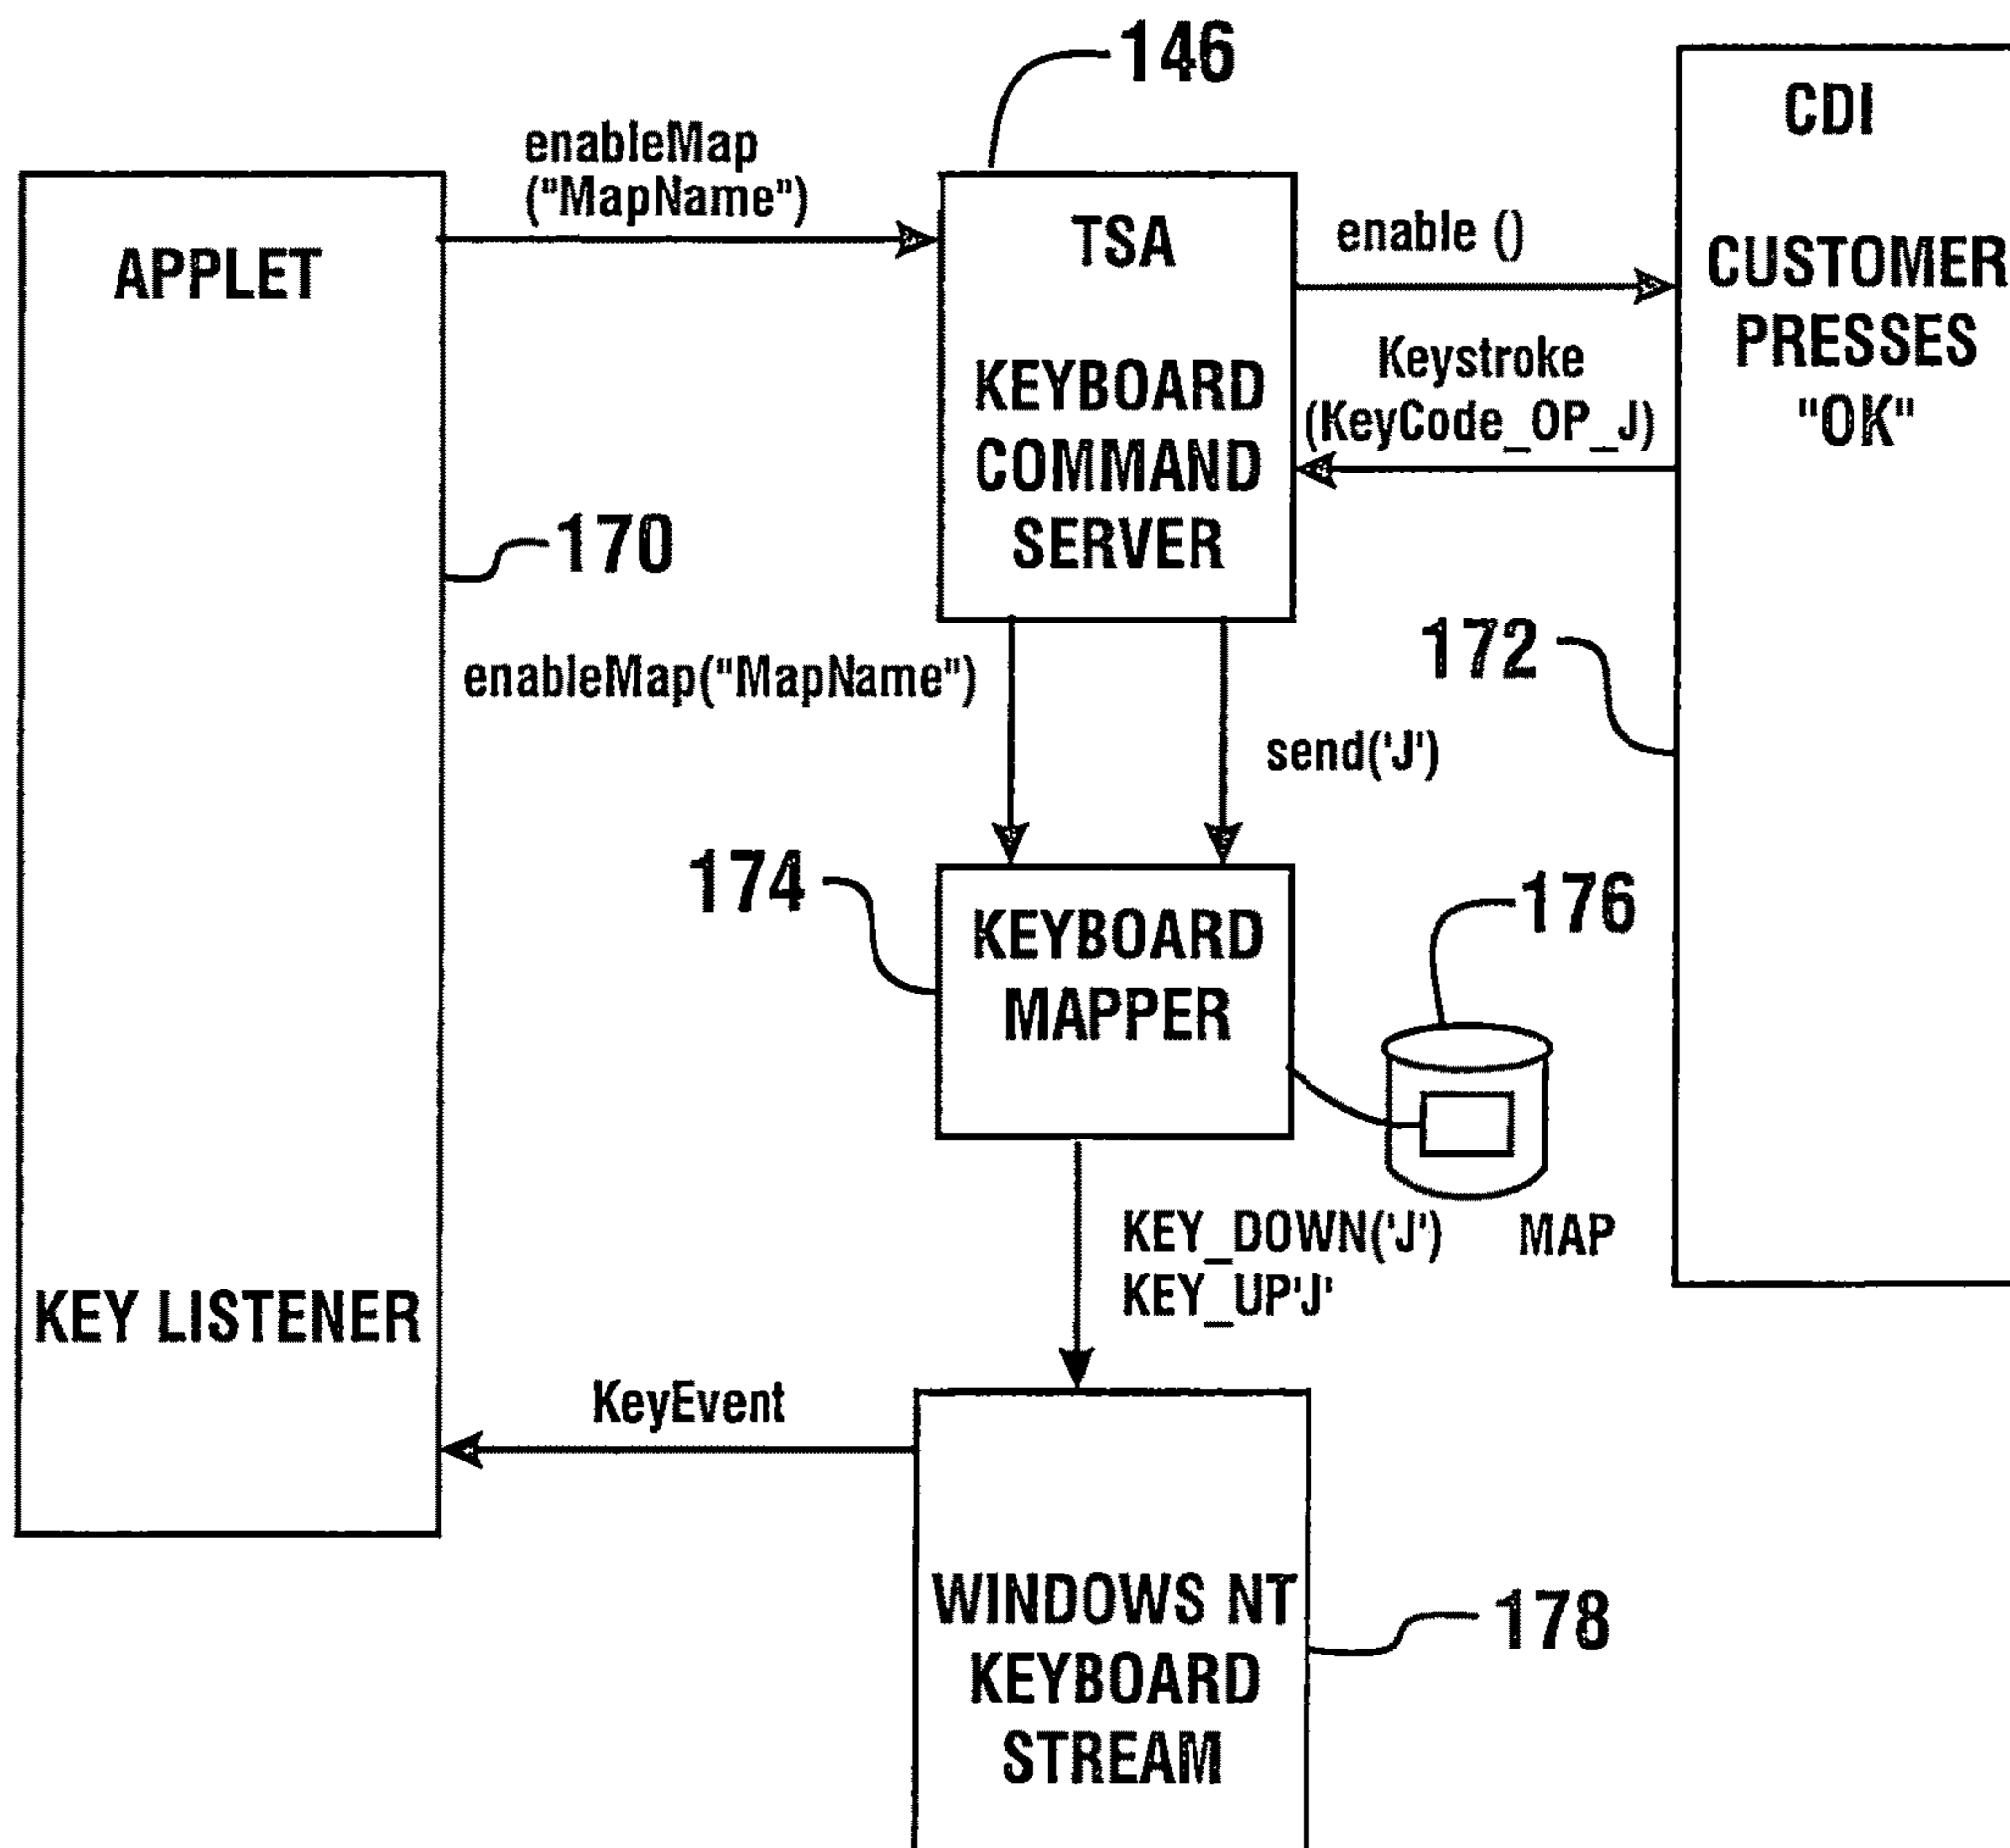 146
CDI
enableMap
("MapName")
APPLET
TSA
enable ()
CUSTOMER
PRESSES
"OK"
KEYBOARD
COMMAND
SERVER
Keystroke
(KeyCode_OP_J)
170
172
enableMap("MapName")
send('J')
174
KEYBOARD
MAPPER
176
KEY_DOWN('J')
KEY_UP'J'
MAP
KEY LISTENER
KeyEvent
WINDOWS NT
KEYBOARD
STREAM
178